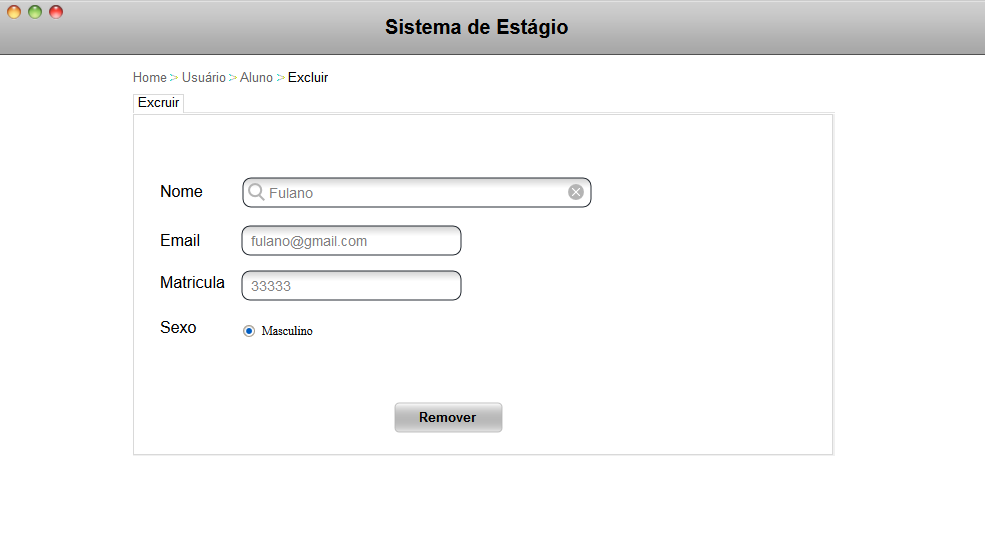 Sistema de Estágio
Home > Usuário > Aluno > Excluir
Excruir
Nome Fulano
Email fulano@gmail.com
Matricula 33333
Sexo Masculino
Remover